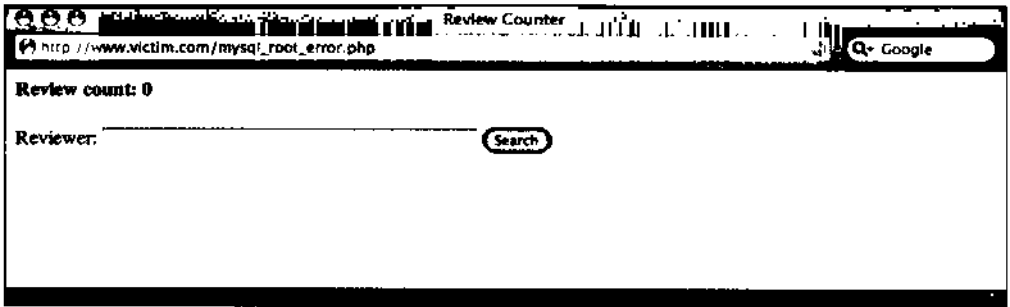 Review Counter
http://www.victim.com/mysql_root_error.php
Google
Review count: 0
Reviewer:
Search